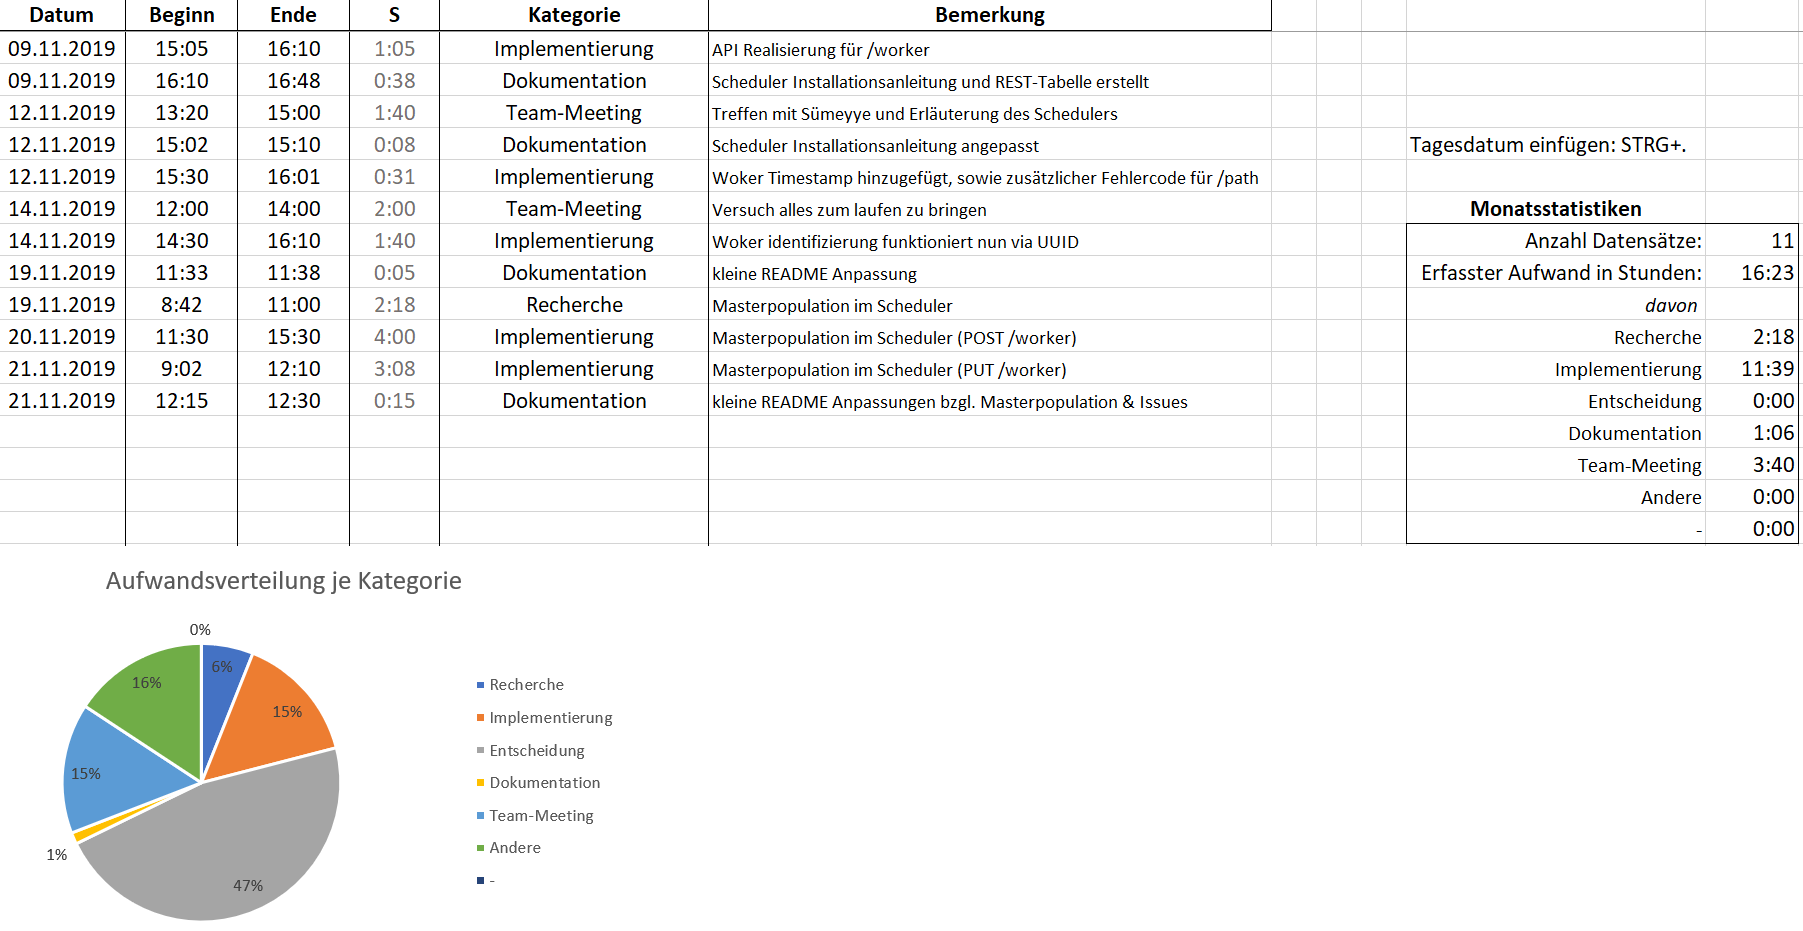 Datum Beginn Ende S Kategorie Bemerkung
09.11.2019 15:05 16:10 1:05 Implementierung API Realisierung für /worker
09.11.2019 16:10 16:48 0:38 Dokumentation Scheduler Installationsanleitung und REST-Tabelle erstellt
12.11.2019 13:20 15:00 1:40 Team-Meeting Treffen mit Sümeyye und Erläuterung des Schedulers
12.11.2019 15:02 15:10 0:08 Dokumentation Scheduler Installationsanleitung angepasst Tagesdatum einfügen: STRG+.
12.11.2019 15:30 16:01 0:31 Implementierung Woker Timestamp hinzugefügt, sowie zusätzlicher Fehlercode für /path
14.11.2019 12:00 14:00 2:00 Team-Meeting Versuch alles zum laufen zu bringen Monatsstatistiken
14.11.2019 14:30 16:10 1:40 Implementierung Woker identifizierung funktioniert nun via UUID Anzahl Datensätze: 11
19.11.2019 11:33 11:38 0:05 Dokumentation kleine README Anpassung Erfasster Aufwand in Stunden: 16:23
19.11.2019 8:42 11:00 2:18 Recherche Masterpopulation im Scheduler davon
20.11.2019 11:30 15:30 4:00 Implementierung Masterpopulation im Scheduler (POST /worker) Recherche 2:18
21.11.2019 9:02 12:10 3:08 Implementierung Masterpopulation im Scheduler (PUT /worker) Implementierung 11:39
21.11.2019 12:15 12:30 0:15 Dokumentation kleine README Anpassungen bzgl. Masterpopulation & Issues Entscheidung 0:00
Dokumentation 1:06
Team-Meeting 3:40
Andere 0:00
- 0:00
Aufwandsverteilung je Kategorie
0%
6%
16%
15%
15%
1%
47%
Recherche
Implementierung
Entscheidung
Dokumentation
Team-Meeting
Andere
-